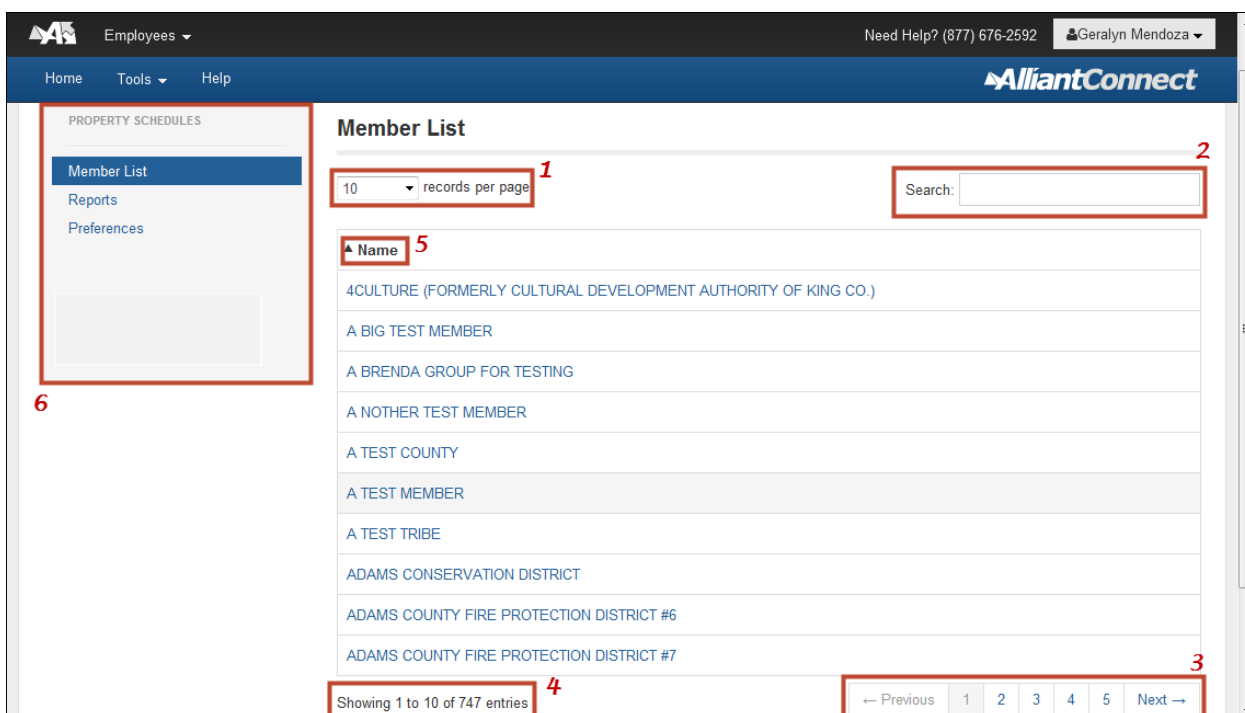 Employees
Need Help? (877) 676-2592
Geralyn Mendoza
Home Tools Help
AlliantConnect
PROPERTY SCHEDULES
Member List
Reports
Preferences
6
Member List
10 records per page
1
Search:
2
Name
5
4CULTURE (FORMERLY CULTURAL DEVELOPMENT AUTHORITY OF KING CO.)
A BIG TEST MEMBER
A BRENDA GROUP FOR TESTING
A NOTHER TEST MEMBER
A TEST COUNTY
A TEST MEMBER
A TEST TRIBE
ADAMS CONSERVATION DISTRICT
ADAMS COUNTY FIRE PROTECTION DISTRICT #6
ADAMS COUNTY FIRE PROTECTION DISTRICT #7
Showing 1 to 10 of 747 entries
4
3
← Previous 1 2 3 4 5 Next →